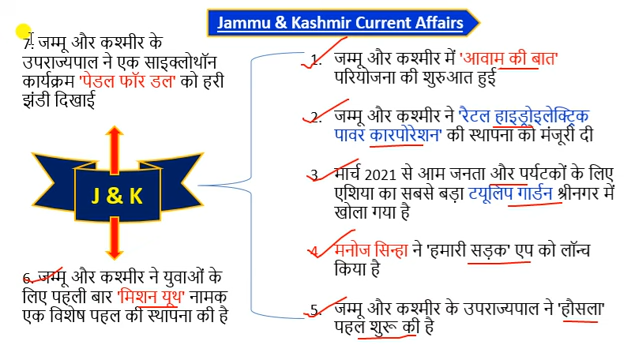 Jammu & Kashmir Current Affairs
1. जम्मू और कश्मीर में 'आवाम की बात'
परियोजना की शुरुआत हुई
2. जम्मू और कश्मीर ने 'रैटल हाइड्रोइलेक्ट्रिक
पावर कारपोरेशन' की स्थापना को मंजूरी दी
3. मार्च 2021 से आम जनता और पर्यटकों के लिए
एशिया का सबसे बड़ा टयूलिप गार्डन श्रीनगर में
खोला गया है
4. मनोज सिन्हा ने 'हमारी सड़क' एप को लॉन्च
किया है
5. जम्मू और कश्मीर के उपराज्यपाल ने 'हौसला'
पहल शुरू की है
J & K
6. जम्मू और कश्मीर ने युवाओं के
लिए पहली बार 'मिशन यूथ' नामक
एक विशेष पहल की स्थापना की है
7. जम्मू और कश्मीर के
उपराज्यपाल ने एक साइक्लोथॉन
कार्यक्रम 'पेडल फॉर डल' को हरी
झंडी दिखाई